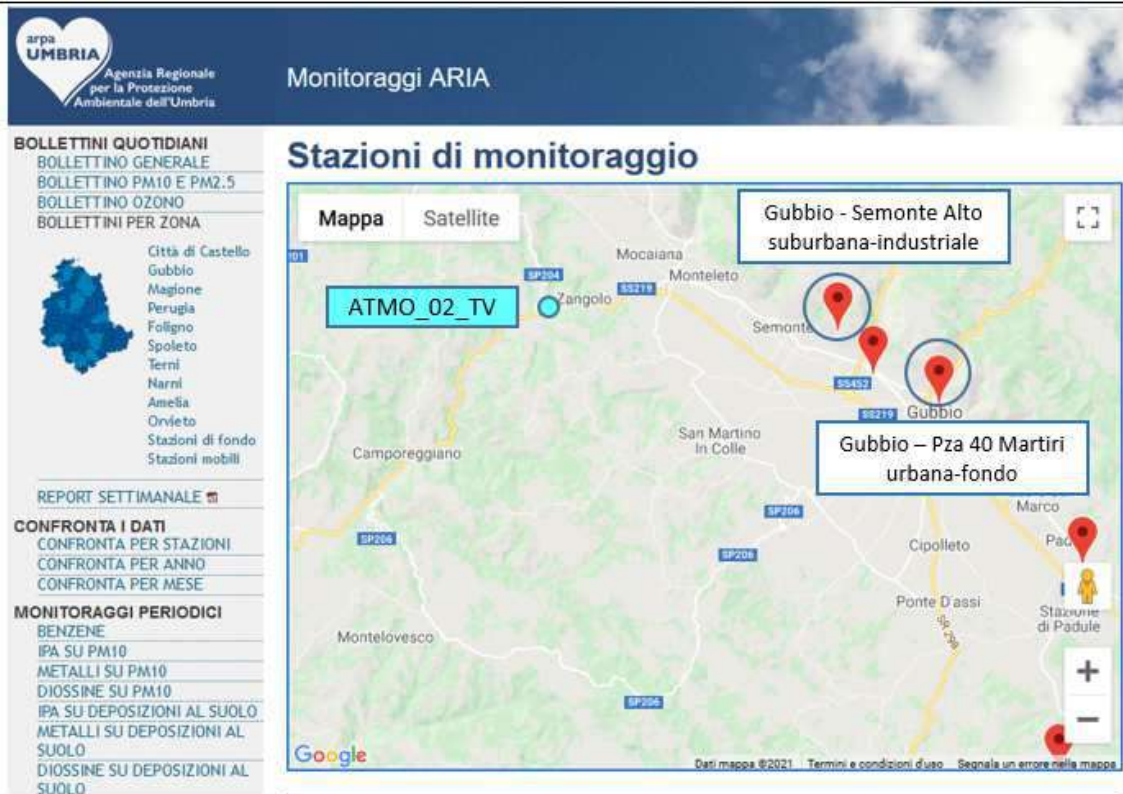 arpa
UMBRIA
Agenzia Regionale
per la Protezione
Ambientale dell'Umbria
Monitoraggi ARIA
BOLLETTINI QUOTIDIANI
BOLLETTINO GENERALE
BOLLETTINO PM10 E PM2.5
BOLLETTINO OZONO
BOLLETTINI PER ZONA
Città di Castello
Gubbio
Magione
Perugia
Foligno
Spoleto
Terni
Narni
Amelia
Orvieto
Stazioni di fondo
Stazioni mobili
REPORT SETTIMANALE
CONFRONTA I DATI
CONFRONTA PER STAZIONI
CONFRONTA PER ANNO
CONFRONTA PER MESE
MONITORAGGI PERIODICI
BENZENE
IPA SU PM10
METALLI SU PM10
DIOSSINE SU PM10
IPA SU DEPOSIZIONI AL SUOLO
METALLI SU DEPOSIZIONI AL
SUOLO
DIOSSINE SU DEPOSIZIONI AL
SUOLO
Stazioni di monitoraggio
Mappa Satellite
Gubbio - Semonte Alto
suburbana-industriale
Mocaiana
SP204
Monteleto
SS219
ATMO_02_TV
Zangolo
Semonte
SS452
SS219
Gubbio
San Martino
In Colle
Camporeggiano
Gubbio – Pza 40 Martiri
urbana-fondo
Marco
SP206
SP206
SP206
Cipolleto
Ponte D'assi
Stazione
di Padule
SR 298
Montelovesco
SP206
Google
Dati mappa ©2021 Termini e condizioni d'uso Segnala un errore nella mappa